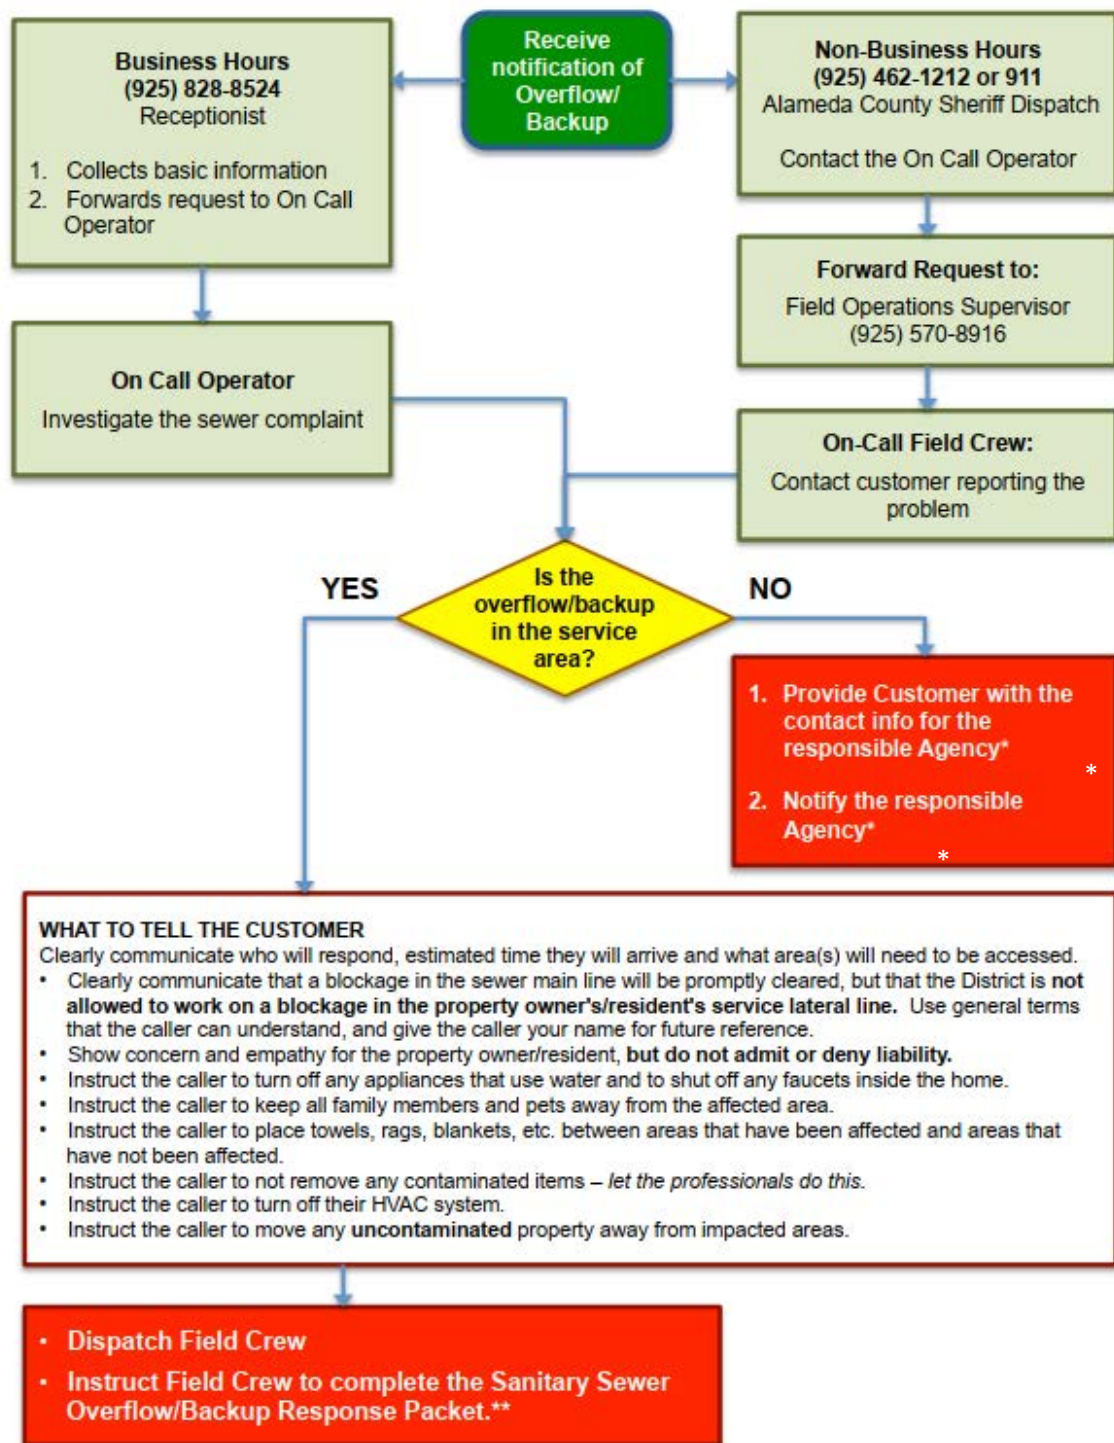 Receive
notification of
Overflow/
Backup
Business Hours
(925) 828-8524
Receptionist
1. Collects basic information
2. Forwards request to On Call
Operator
Non-Business Hours
(925) 462-1212 or 911
Alameda County Sheriff Dispatch
Contact the On Call Operator
Forward Request to:
Field Operations Supervisor
(925) 570-8916
On Call Operator
Investigate the sewer complaint
On-Call Field Crew:
Contact customer reporting the
problem
Is the
overflow/backup
in the service
area?
YES
NO
1. Provide Customer with the
contact info for the
responsible Agency*
*
2. Notify the responsible
Agency*
*
WHAT TO TELL THE CUSTOMER
Clearly communicate who will respond, estimated time they will arrive and what area(s) will need to be accessed.
• Clearly communicate that a blockage in the sewer main line will be promptly cleared, but that the District is not
allowed to work on a blockage in the property owner's/resident's service lateral line. Use general terms
that the caller can understand, and give the caller your name for future reference.
• Show concern and empathy for the property owner/resident, but do not admit or deny liability.
• Instruct the caller to turn off any appliances that use water and to shut off any faucets inside the home.
• Instruct the caller to keep all family members and pets away from the affected area.
• Instruct the caller to place towels, rags, blankets, etc. between areas that have been affected and areas that
have not been affected.
• Instruct the caller to not remove any contaminated items – let the professionals do this.
• Instruct the caller to turn off their HVAC system.
• Instruct the caller to move any uncontaminated property away from impacted areas.
• Dispatch Field Crew
• Instruct Field Crew to complete the Sanitary Sewer
Overflow/Backup Response Packet.**